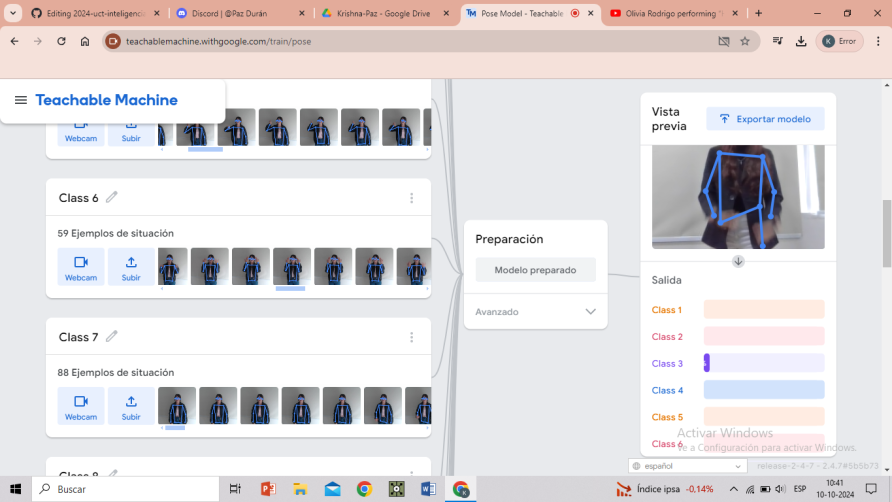 Editing 2024-uct-inteligencia
Discord | @Paz Durán
Krishna-Paz - Google Drive
Pose Model - Teachable
Olivia Rodrigo performing "
teachablemachine.withgoogle.com/train/pose
Error
Teachable Machine
Webcam
Subir
Class 6
59 Ejemplos de situación
Webcam
Subir
Class 7
88 Ejemplos de situación
Webcam
Subir
Preparación
Modelo preparado
Avanzado
Vista previa
Exportar modelo
Salida
Class 1
Class 2
Class 3
Class 4
Class 5
Class 6
Activar Windows
Ve a Configuración para activar Windows.
español
release-2-4-7 - 2.4.7#5b5b73
Buscar
Índice ipsa -0,14%
ESP
10:41
10-10-2024